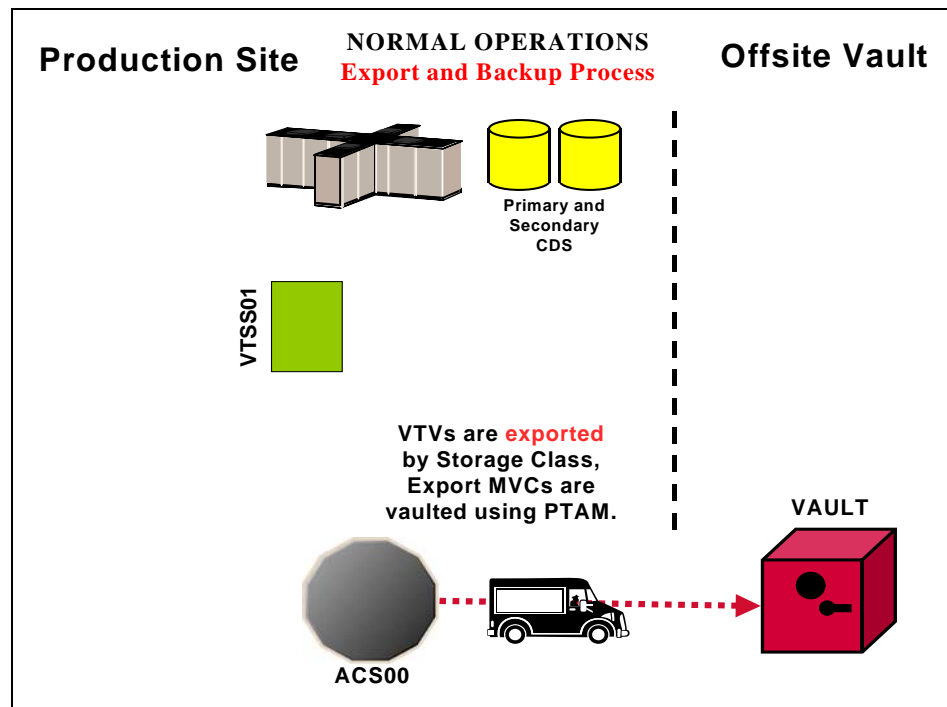 Production Site
NORMAL OPERATIONS
Export and Backup Process
Offsite Vault
Primary and
Secondary
CDS
VTSS01
VTVs are exported
by Storage Class,
Export MVCs are
vaulted using PTAM.
VAULT
ACS00